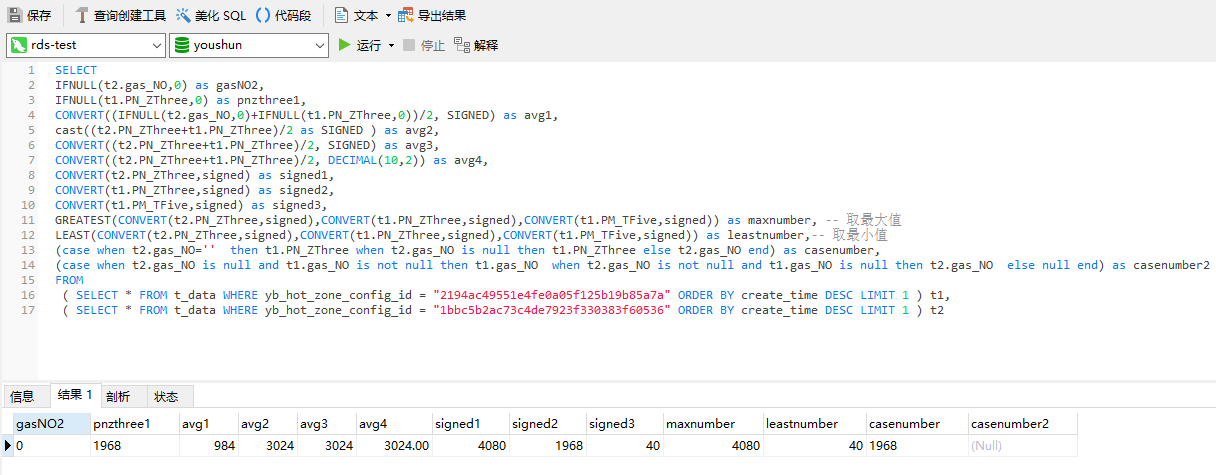 保存 查询创建工具 美化 SQL 代码段 文本 导出结果
rds-test youshun 运行 停止 解释
1 SELECT
2 IFNULL(t2.gas_NO,0) as gasNO2,
3 IFNULL(t1.PN_ZThree,0) as pnzthree1,
4 CONVERT((IFNULL(t2.gas_NO,0)+IFNULL(t1.PN_ZThree,0))/2, SIGNED) as avg1,
5 cast((t2.PN_ZThree+t1.PN_ZThree)/2 as SIGNED ) as avg2,
6 CONVERT((t2.PN_ZThree+t1.PN_ZThree)/2, SIGNED) as avg3,
7 CONVERT((t2.PN_ZThree+t1.PN_ZThree)/2, DECIMAL(10,2)) as avg4,
8 CONVERT(t2.PN_ZThree,signed) as signed1,
9 CONVERT(t1.PN_ZThree,signed) as signed2,
10 CONVERT(t1.PM_TFive,signed) as signed3,
11 GREATEST(CONVERT(t2.PN_ZThree,signed),CONVERT(t1.PN_ZThree,signed),CONVERT(t1.PM_TFive,signed)) as maxnumber, -- 取最大值
12 LEAST(CONVERT(t2.PN_ZThree,signed),CONVERT(t1.PN_ZThree,signed),CONVERT(t1.PM_TFive,signed)) as leastnumber,-- 取最小值
13 (case when t2.gas_NO=''  then t1.PN_ZThree when t2.gas_NO is null then t1.PN_ZThree else t2.gas_NO end) as casenumber,
14 (case when t2.gas_NO is null and t1.gas_NO is not null then t1.gas_NO  when t2.gas_NO is not null and t1.gas_NO is null then t2.gas_NO  else null end) as casenumber2
15 FROM
16 ( SELECT * FROM t_data WHERE yb_hot_zone_config_id = "2194ac49551e4fe0a05f125b19b85a7a" ORDER BY create_time DESC LIMIT 1 ) t1,
17 ( SELECT * FROM t_data WHERE yb_hot_zone_config_id = "1bbc5b2ac73c4de7923f330383f60536" ORDER BY create_time DESC LIMIT 1 ) t2
信息 结果 1 剖析 状态
gasNO2 pnzthree1 avg1 avg2 avg3 avg4 signed1 signed2 signed3 maxnumber leastnumber casenumber casenumber2
0 1968 984 3024 3024 3024.00 4080 1968 40 4080 40 1968 (Null)